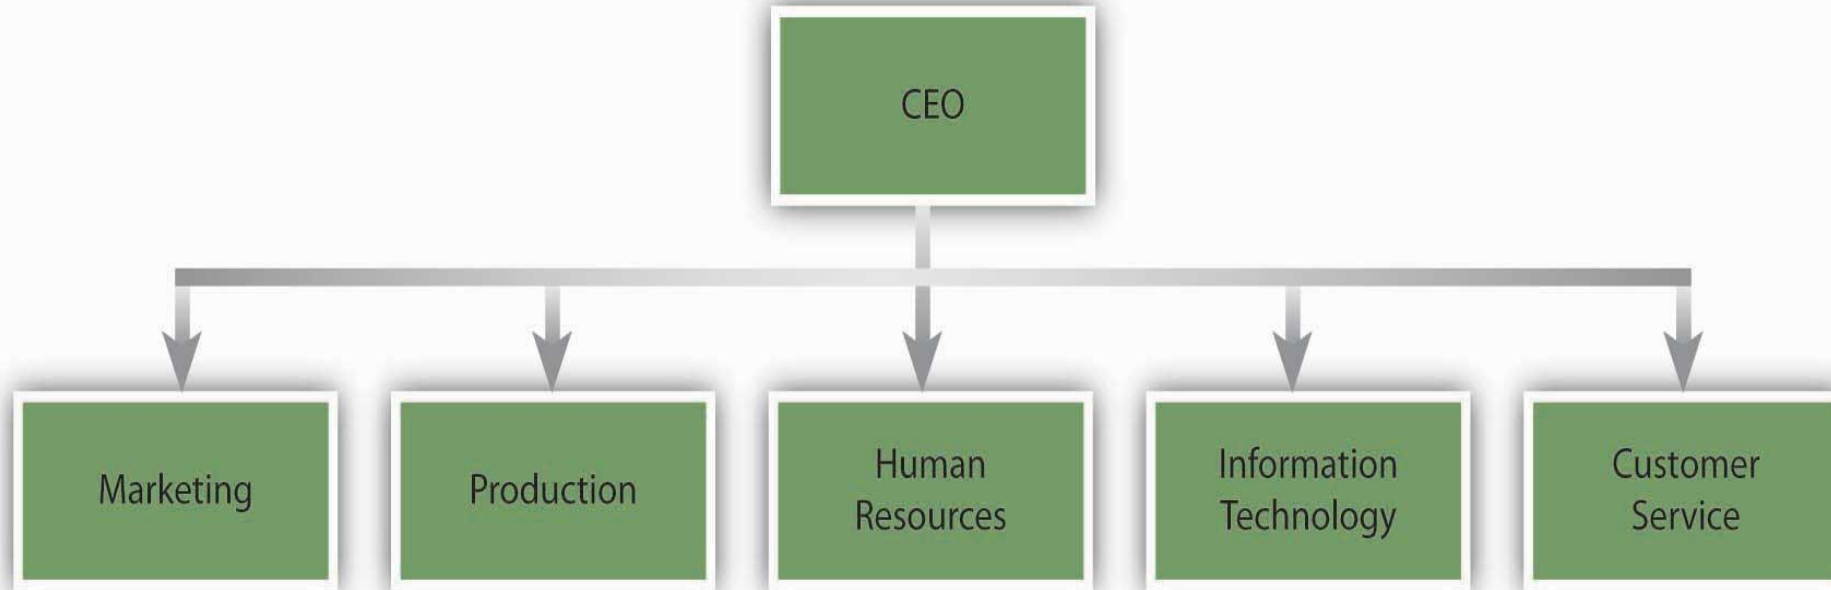 CEO
Marketing
Production
Human
Resources
Information
Technology
Customer
Service